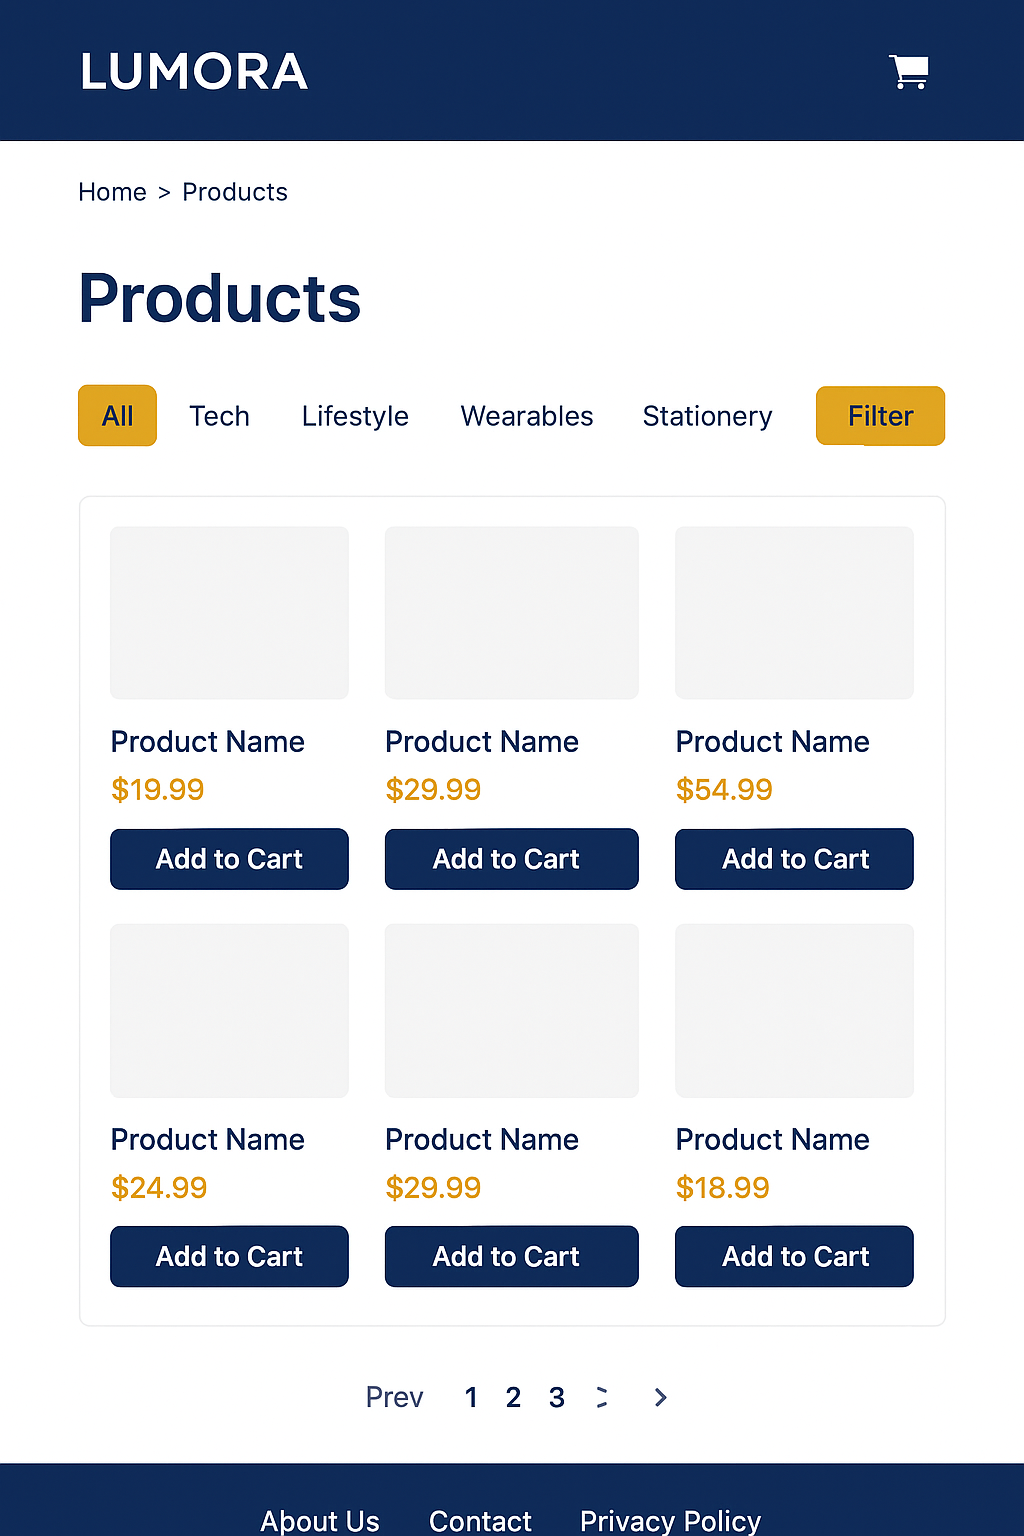 LUMORA
Home > Products
Products
All Tech Lifestyle Wearables Stationery Filter
Product Name Product Name Product Name
$19.99 $29.99 $54.99
Add to Cart Add to Cart Add to Cart
Product Name Product Name Product Name
$24.99 $29.99 $18.99
Add to Cart Add to Cart Add to Cart
Prev 1 2 3 >
About Us Contact Privacy Policy